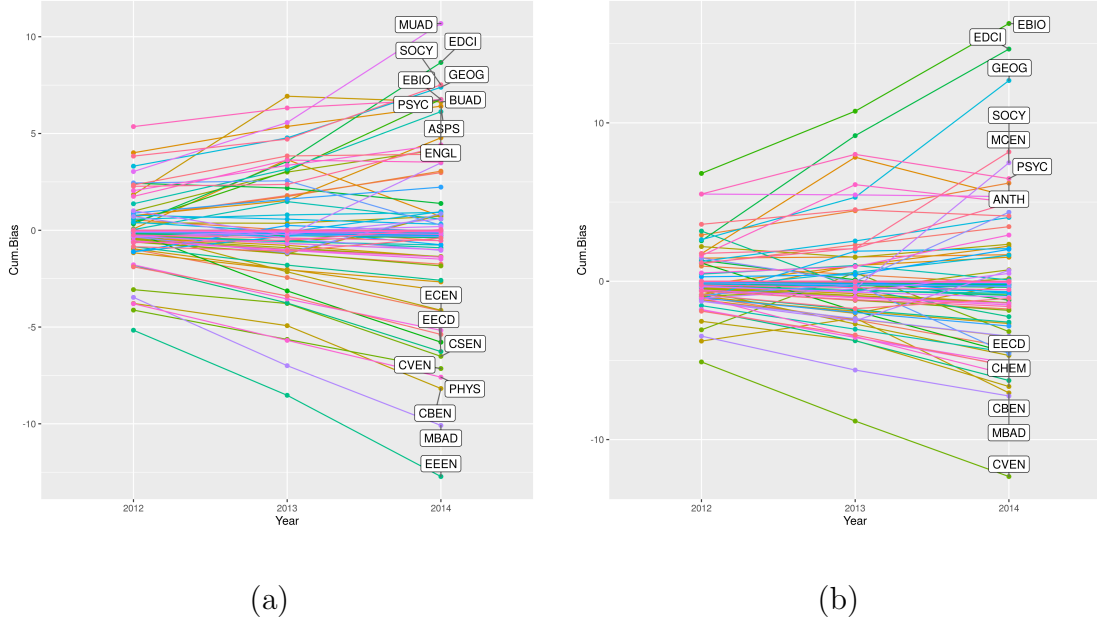 10
5
0
-5
-10
Cum.Bias
MUAD
EDCI
SOCY
GEOG
EBIO
BUAD
PSYC
ASPS
ENGL
ECEN
EECD
CSEN
CVEN
PHYS
CBEN
MBAD
EEEN
2012
2013
2014
Year
(a)
10
0
-10
Cum.Bias
EBIO
EDCI
GEOG
SOCY
MCEN
PSYC
ANTH
EECD
CHEM
CBEN
MBAD
CVEN
2012
2013
2014
Year
(b)